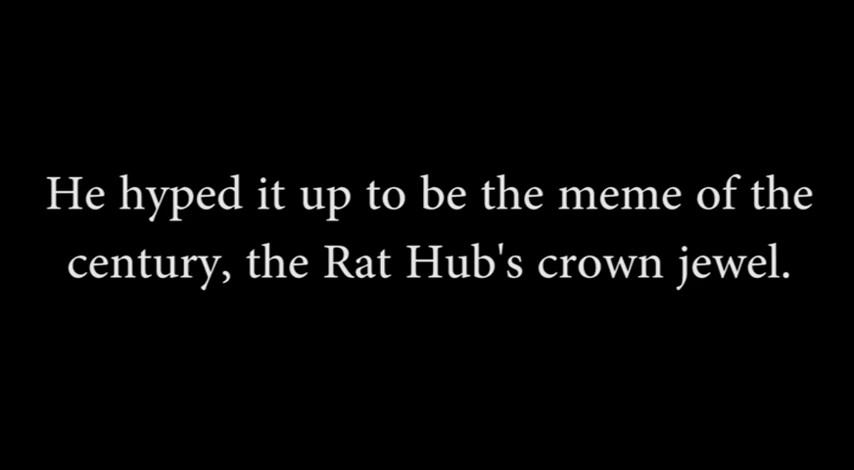 He hyped it up to be the meme of the
century, the Rat Hub's crown jewel.